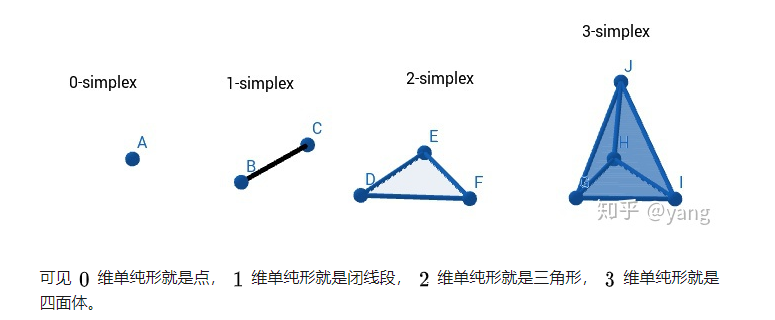 3-simplex
0-simplex
1-simplex
2-simplex
J
A
C
E
H
B
D
F
G
I
知乎 @yang
可见 0 维单纯形就是点， 1 维单纯形就是闭线段， 2 维单纯形就是三角形， 3 维单纯形就是
四面体。